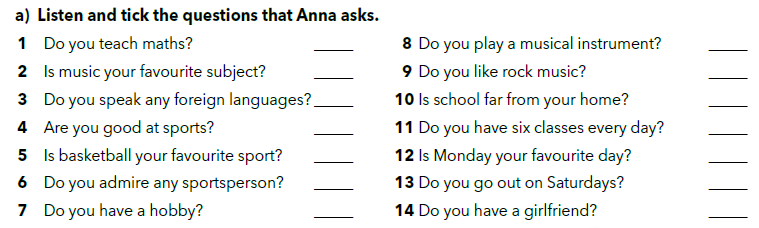 a) Listen and tick the questions that Anna asks.
1 Do you teach maths? _____
2 Is music your favourite subject? _____
3 Do you speak any foreign languages? _____
4 Are you good at sports? _____
5 Is basketball your favourite sport? _____
6 Do you admire any sportsperson? _____
7 Do you have a hobby? _____
8 Do you play a musical instrument? _____
9 Do you like rock music? _____
10 Is school far from your home? _____
11 Do you have six classes every day? _____
12 Is Monday your favourite day? _____
13 Do you go out on Saturdays? _____
14 Do you have a girlfriend? _____